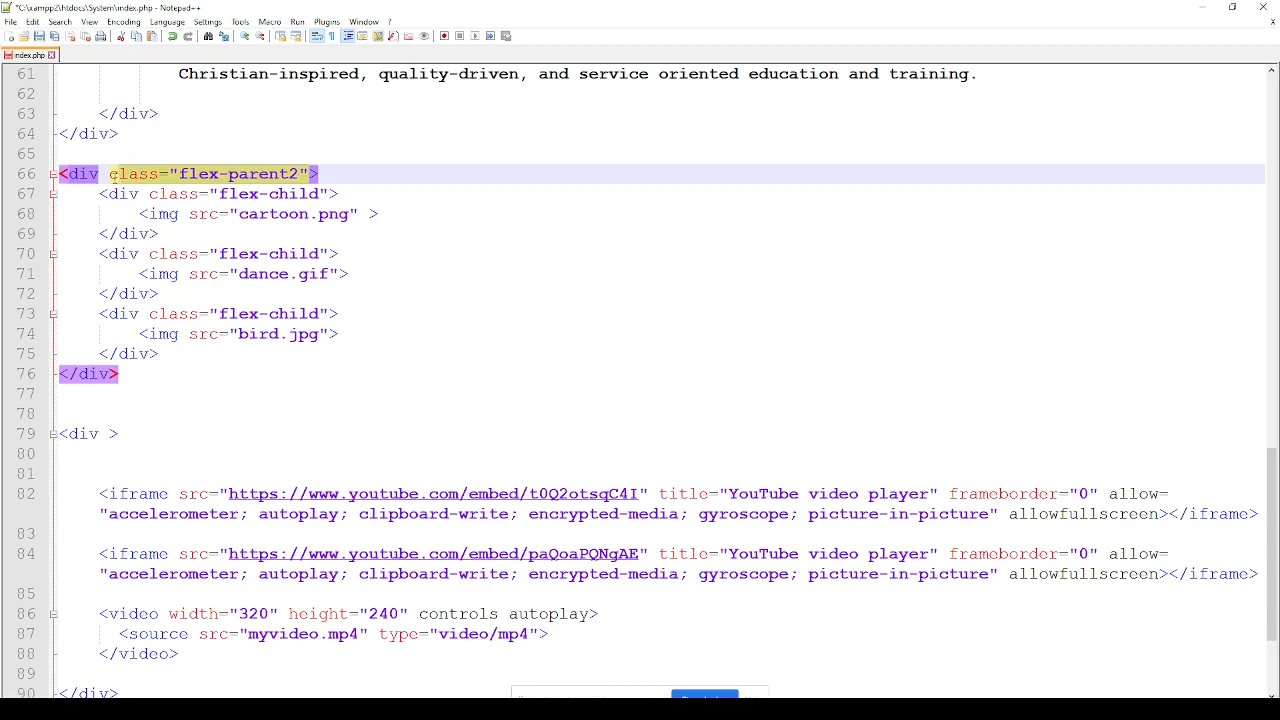 *C:\xampp2\htdocs\System\index.php - Notepad++
File Edit Search View Encoding Language Settings Tools Macro Run Plugins Window ?
X
index.php
61 Christian-inspired, quality-driven, and service oriented education and training.
62
63 </div>
64 </div>
65
66 <div class="flex-parent2">
67 <div class="flex-child">
68 <img src="cartoon.png" >
69 </div>
70 <div class="flex-child">
71 <img src="dance.gif">
72 </div>
73 <div class="flex-child">
74 <img src="bird.jpg">
75 </div>
76 </div>
77
78
79 <div >
80
81
82 <iframe src="https://www.youtube.com/embed/t0Q2otsqC4I" title="YouTube video player" frameborder="0" allow=
"accelerometer; autoplay; clipboard-write; encrypted-media; gyroscope; picture-in-picture" allowfullscreen></iframe>
83
84 <iframe src="https://www.youtube.com/embed/paQoaPQNgAE" title="YouTube video player" frameborder="0" allow=
"accelerometer; autoplay; clipboard-write; encrypted-media; gyroscope; picture-in-picture" allowfullscreen></iframe>
85
86 <video width="320" height="240" controls autoplay>
87 <source src="myvideo.mp4" type="video/mp4">
88 </video>
89
90 </div>